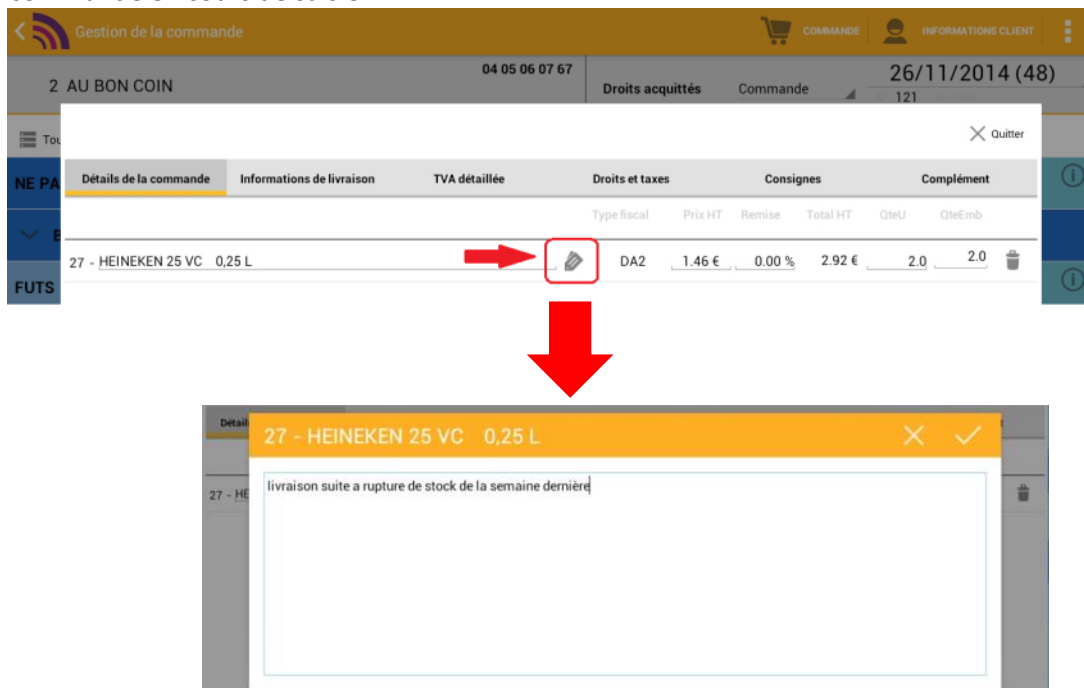 Gestion de la commande COMMANDE INFORMATIONS CLIENT
2 AU BON COIN 04 05 06 07 67 Droits acquittés Commande 26/11/2014 (48)
121
Tou Quitter
NE PA Détails de la commande Informations de livraison TVA détaillée Droits et taxes Consignes Complément
Type fiscal Prix HT Remise Total HT QteU QteEmb
27 - HEINEKEN 25 VC 0,25 L DA2 1.46 € 0.00 % 2.92 € 2.0 2.0
FUTS
Détail
27 - HEINEKEN 25 VC 0,25 L
livraison suite a rupture de stock de la semaine dernière
27 - HE